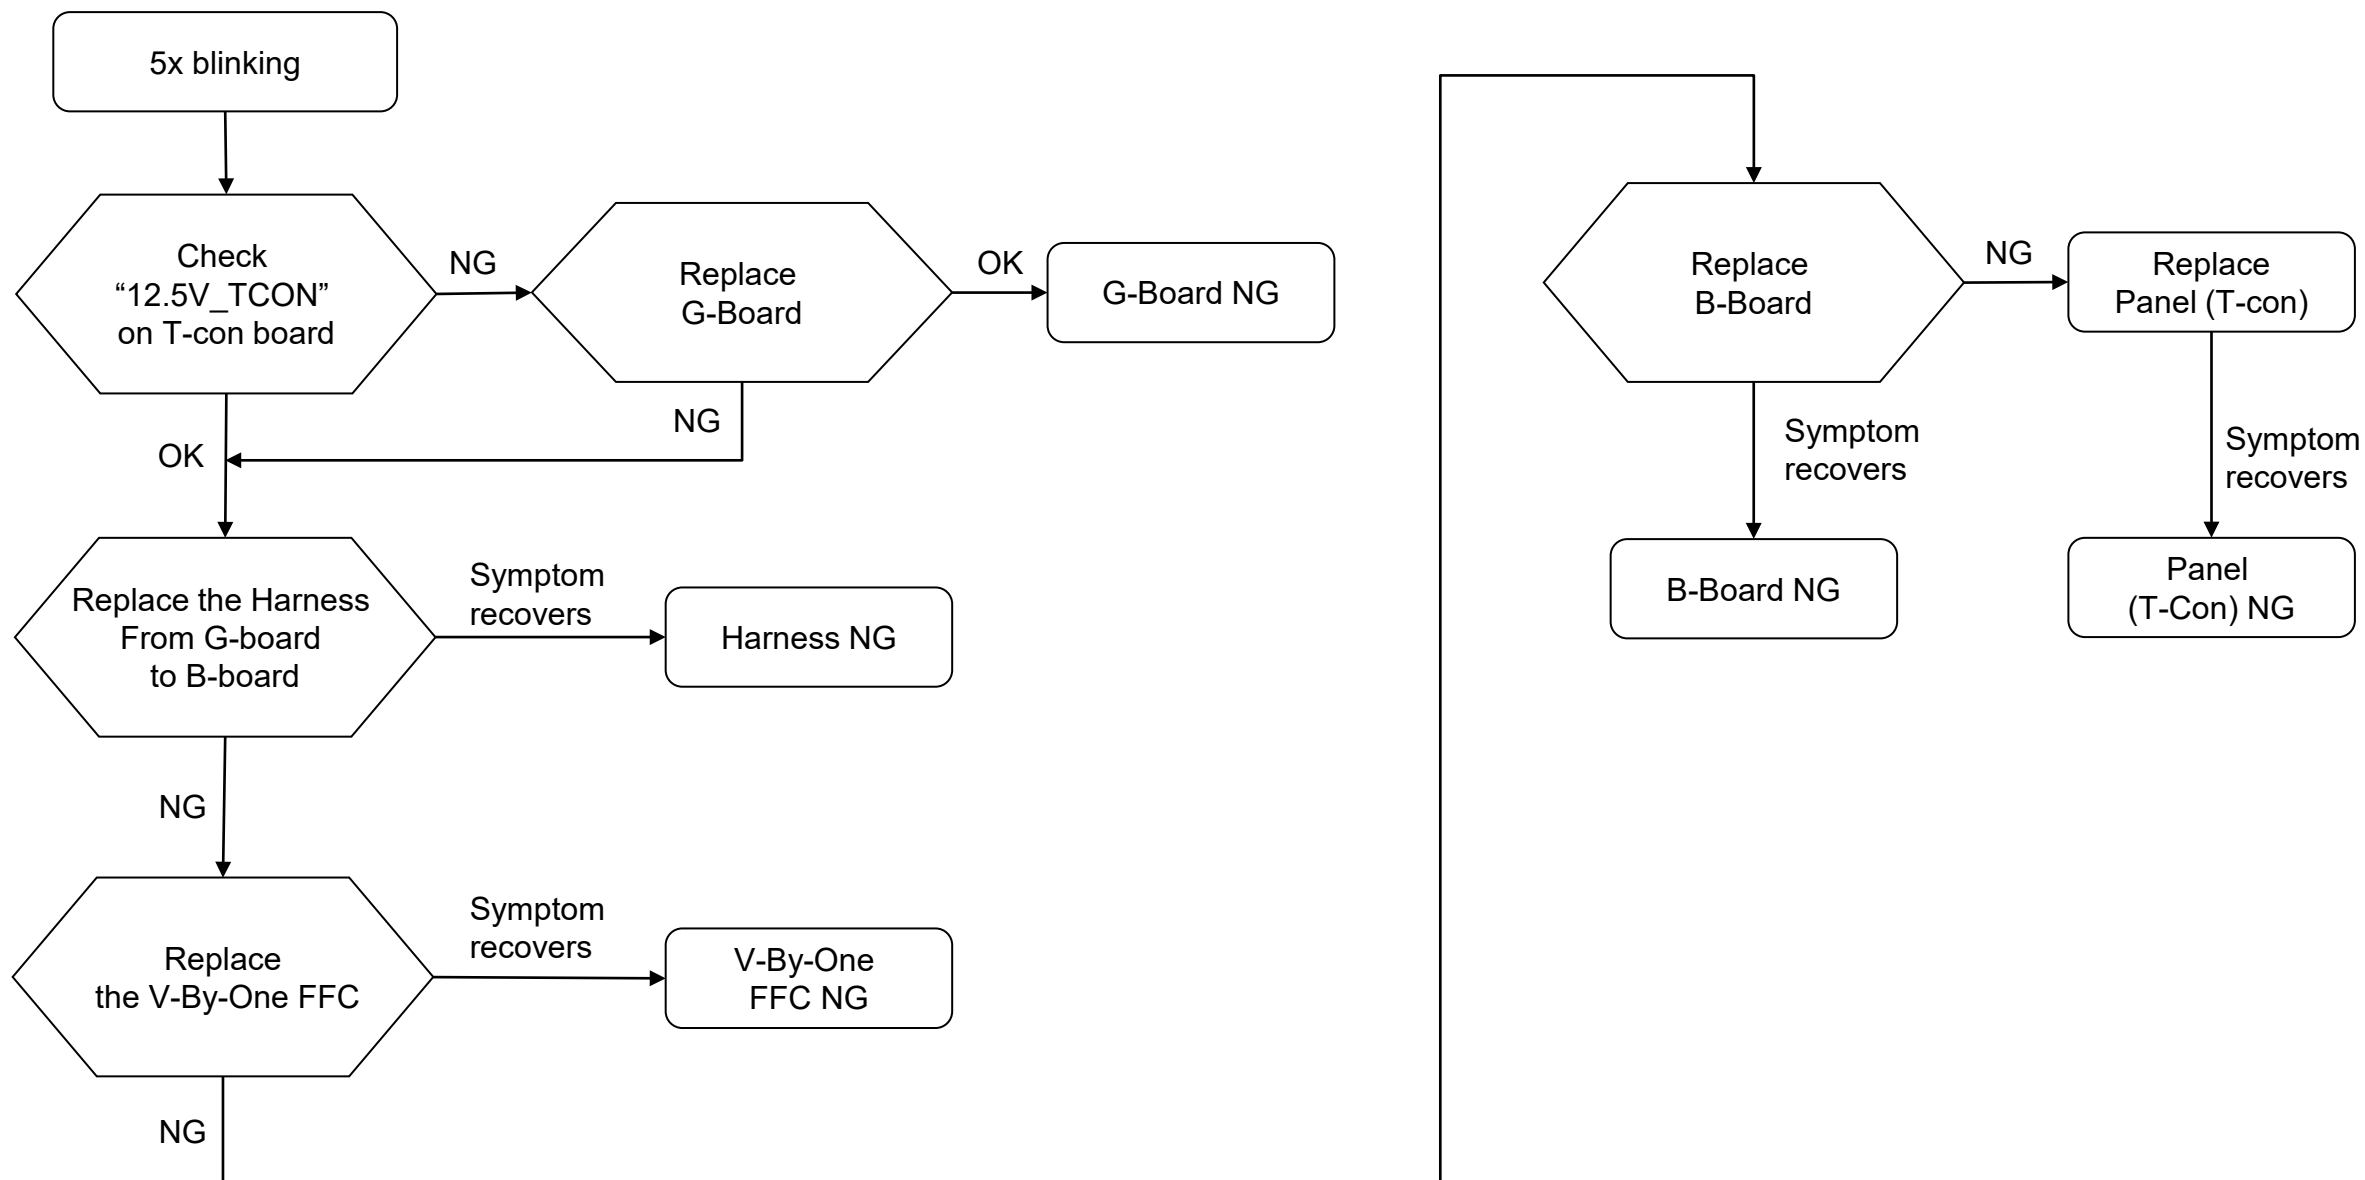 5x blinking
Check
“12.5V_TCON”
on T-con board
NG
Replace
G-Board
OK
G-Board NG
NG
OK
Replace the Harness
From G-board
to B-board
Symptom
recovers
Harness NG
NG
Replace
the V-By-One FFC
Symptom
recovers
V-By-One
FFC NG
NG
Replace
B-Board
NG
Replace
Panel (T-con)
Symptom
recovers
Symptom
recovers
B-Board NG
Panel
(T-Con) NG